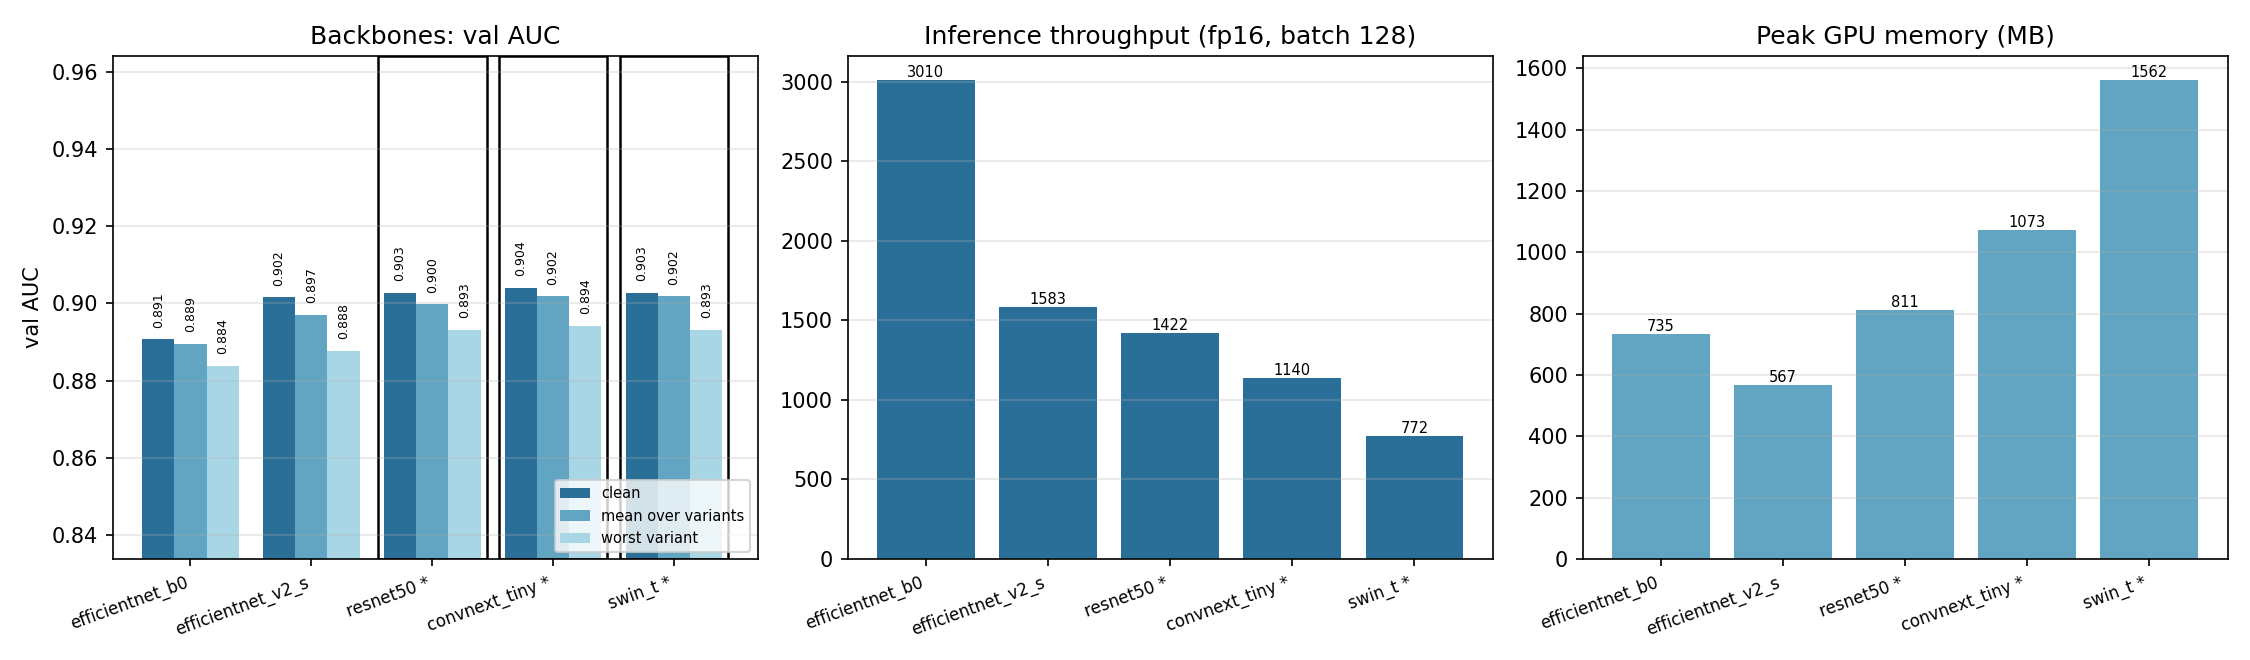 Backbones: val AUC
val AUC
0.96
0.94
0.92
0.90
0.88
0.86
0.84
0.891
0.889
0.884
0.902
0.897
0.888
0.903
0.900
0.893
0.904
0.902
0.894
0.903
0.902
0.893
clean
mean over variants
worst variant
efficientnet_b0
efficientnet_v2_s
resnet50 *
convnext_tiny *
swin_t *
Inference throughput (fp16, batch 128)
3000
2500
2000
1500
1000
500
0
3010
1583
1422
1140
772
efficientnet_b0
efficientnet_v2_s
resnet50 *
convnext_tiny *
swin_t *
Peak GPU memory (MB)
1600
1400
1200
1000
800
600
400
200
0
735
567
811
1073
1562
efficientnet_b0
efficientnet_v2_s
resnet50 *
convnext_tiny *
swin_t *